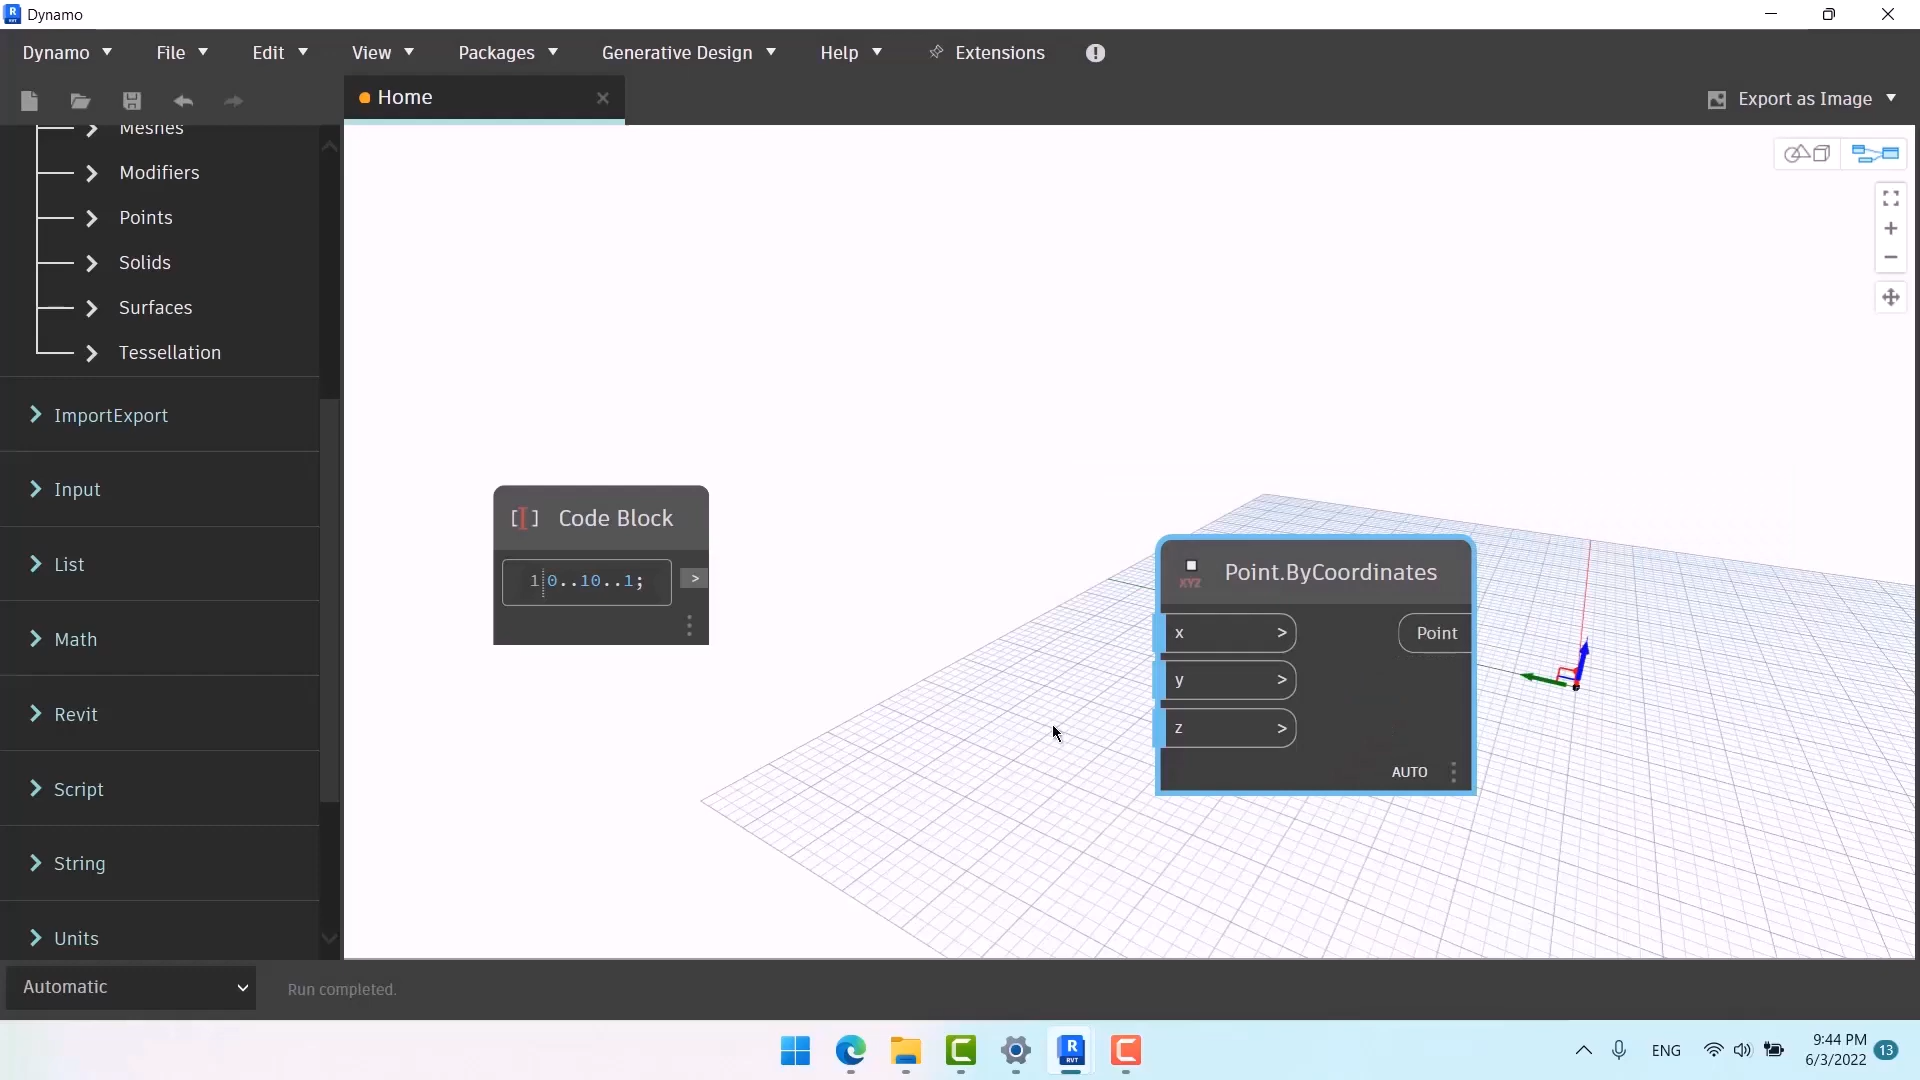 Dynamo
Dynamo File Edit View Packages Generative Design Help Extensions
Home
Export as Image
Meshes
Modifiers
Points
Solids
Surfaces
Tessellation
ImportExport
Input
List
Math
Revit
Script
String
Units
Code Block
1 0..10..1;
>
XYZ
Point.ByCoordinates
x > Point
y >
z >
AUTO
Automatic
Run completed.
R
RVT
ENG
9:44 PM
6/3/2022
13